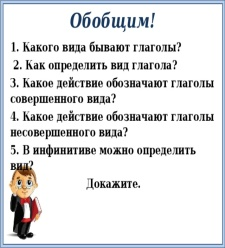 Обобщим!
1. Какого вида бывают глаголы?
2. Как определить вид глагола?
3. Какое действие обозначают глаголы
совершенного вида?
4. Какое действие обозначают глаголы
несовершенного вида?
5. В инфинитиве можно определить
вид?
Докажите.